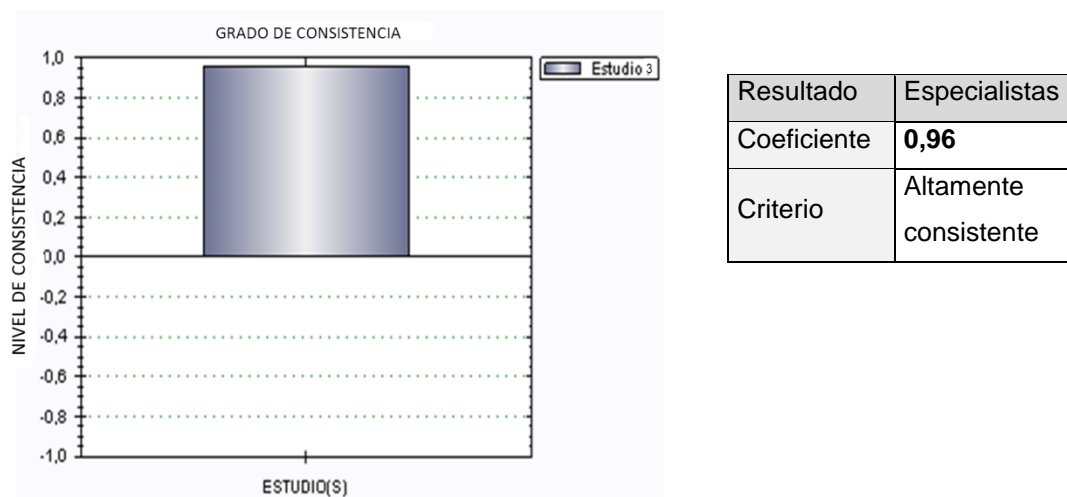 GRADO DE CONSISTENCIA
1,0
0,8
0,6
0,4
0,2
0,0
-0,2
-0,4
-0,6
-0,8
-1,0
NIVEL DE CONSISTENCIA
ESTUDIO(S)
Estudio 3
Resultado Especialistas
Coeficiente 0,96
Criterio Altamente
consistente